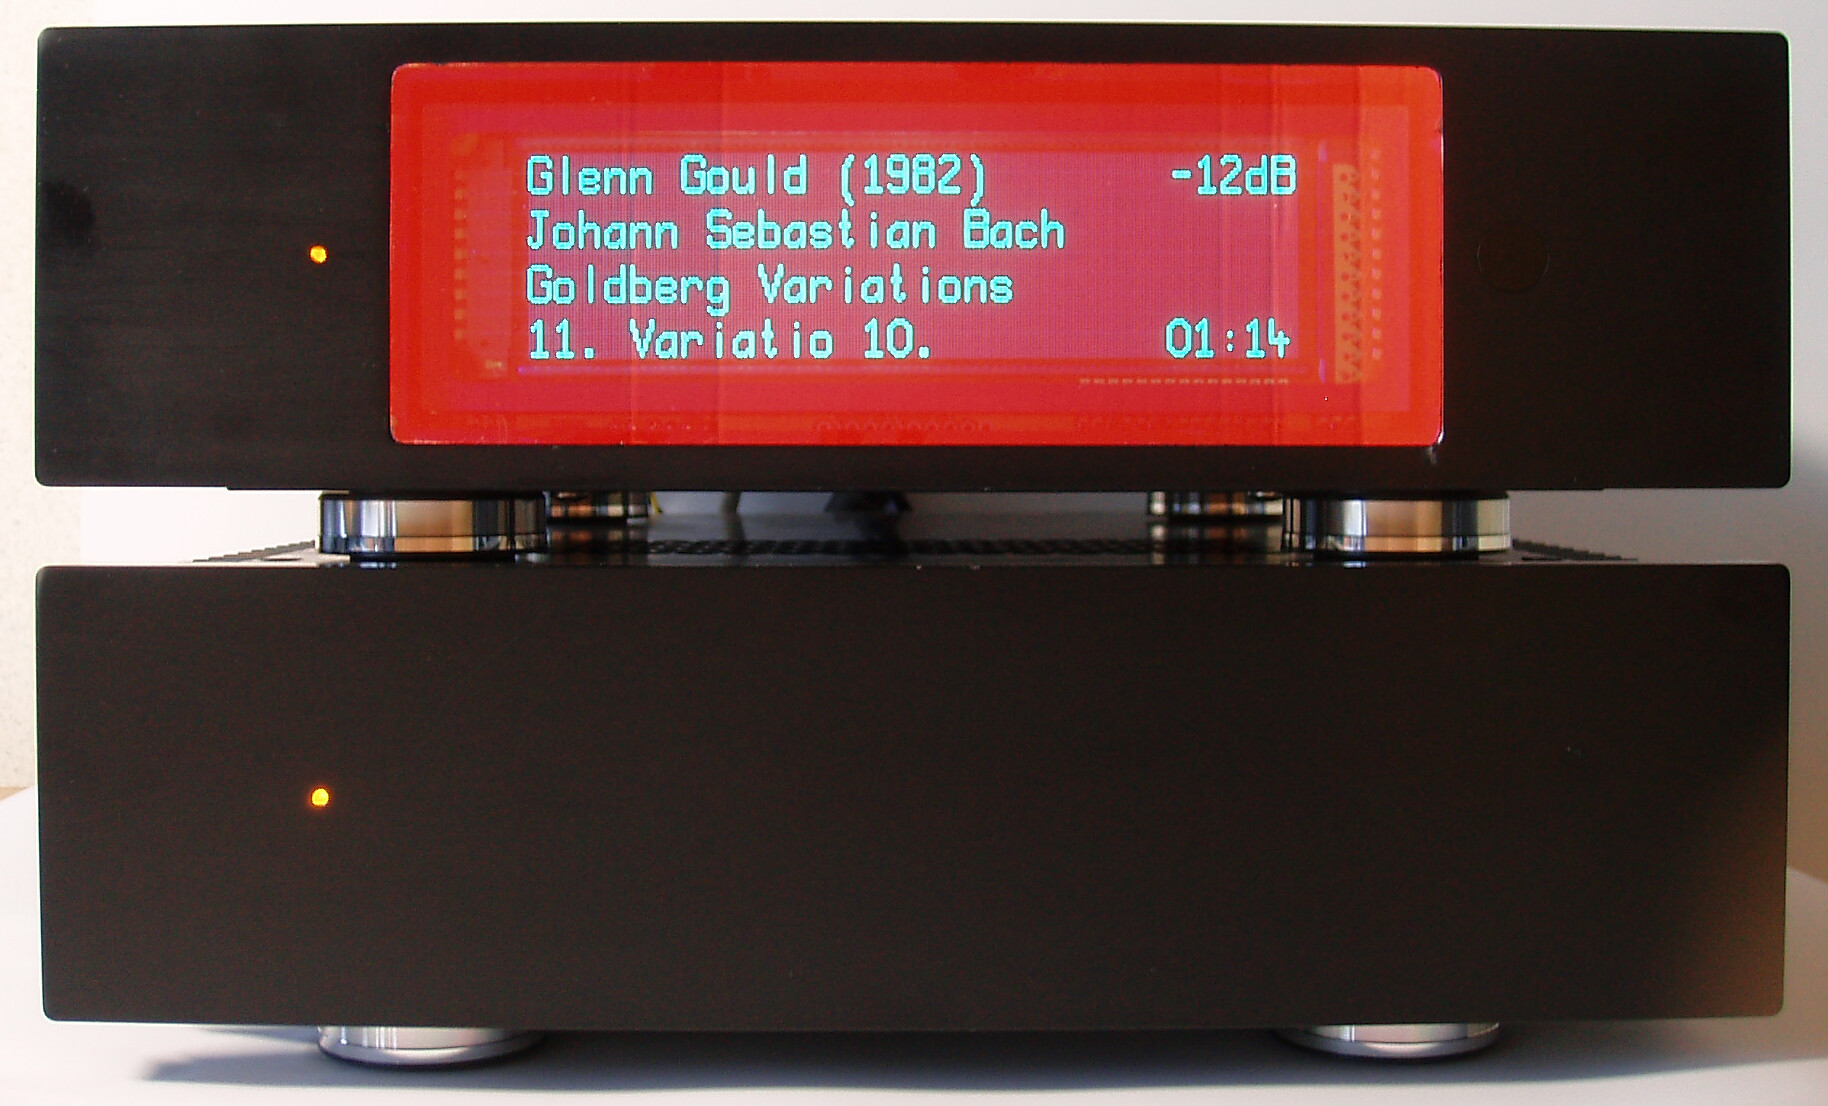 Glenn Gould (1982) -12dB
Johann Sebastian Bach
Goldberg Variations
11. Variatio 10. 01:14